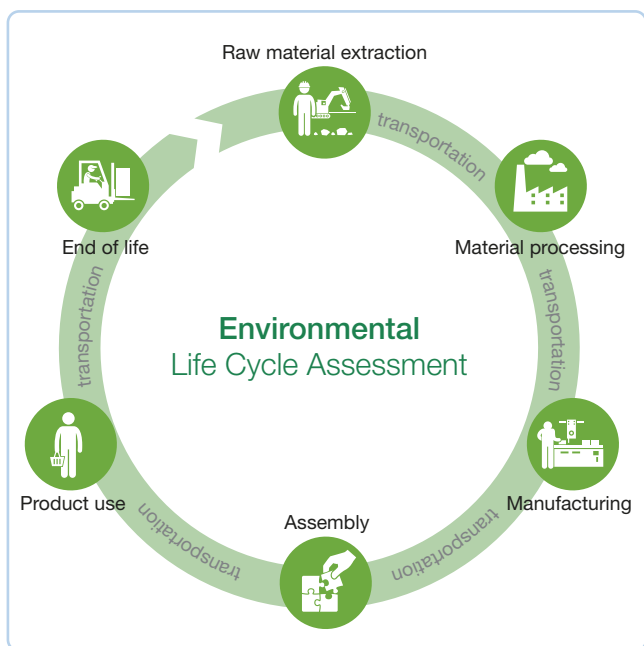 Raw material extraction
transportation
Material processing
transportation
Manufacturing
transportation
Assembly
transportation
Product use
transportation
End of life
Environmental
Life Cycle Assessment